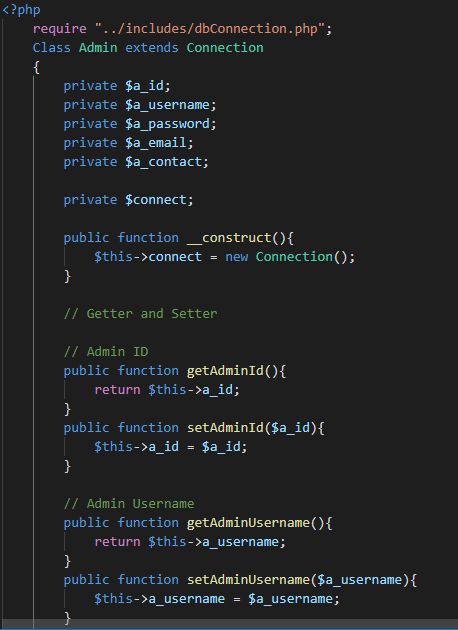 <?php
    require "../includes/dbConnection.php";
    Class Admin extends Connection
    {
        private $a_id;
        private $a_username;
        private $a_password;
        private $a_email;
        private $a_contact;

        private $connect;

        public function __construct(){
            $this->connect = new Connection();
        }

        // Getter and Setter

        // Admin ID
        public function getAdminId(){
            return $this->a_id;
        }
        public function setAdminId($a_id){
            $this->a_id = $a_id;
        }

        // Admin Username
        public function getAdminUsername(){
            return $this->a_username;
        }
        public function setAdminUsername($a_username){
            $this->a_username = $a_username;
        }